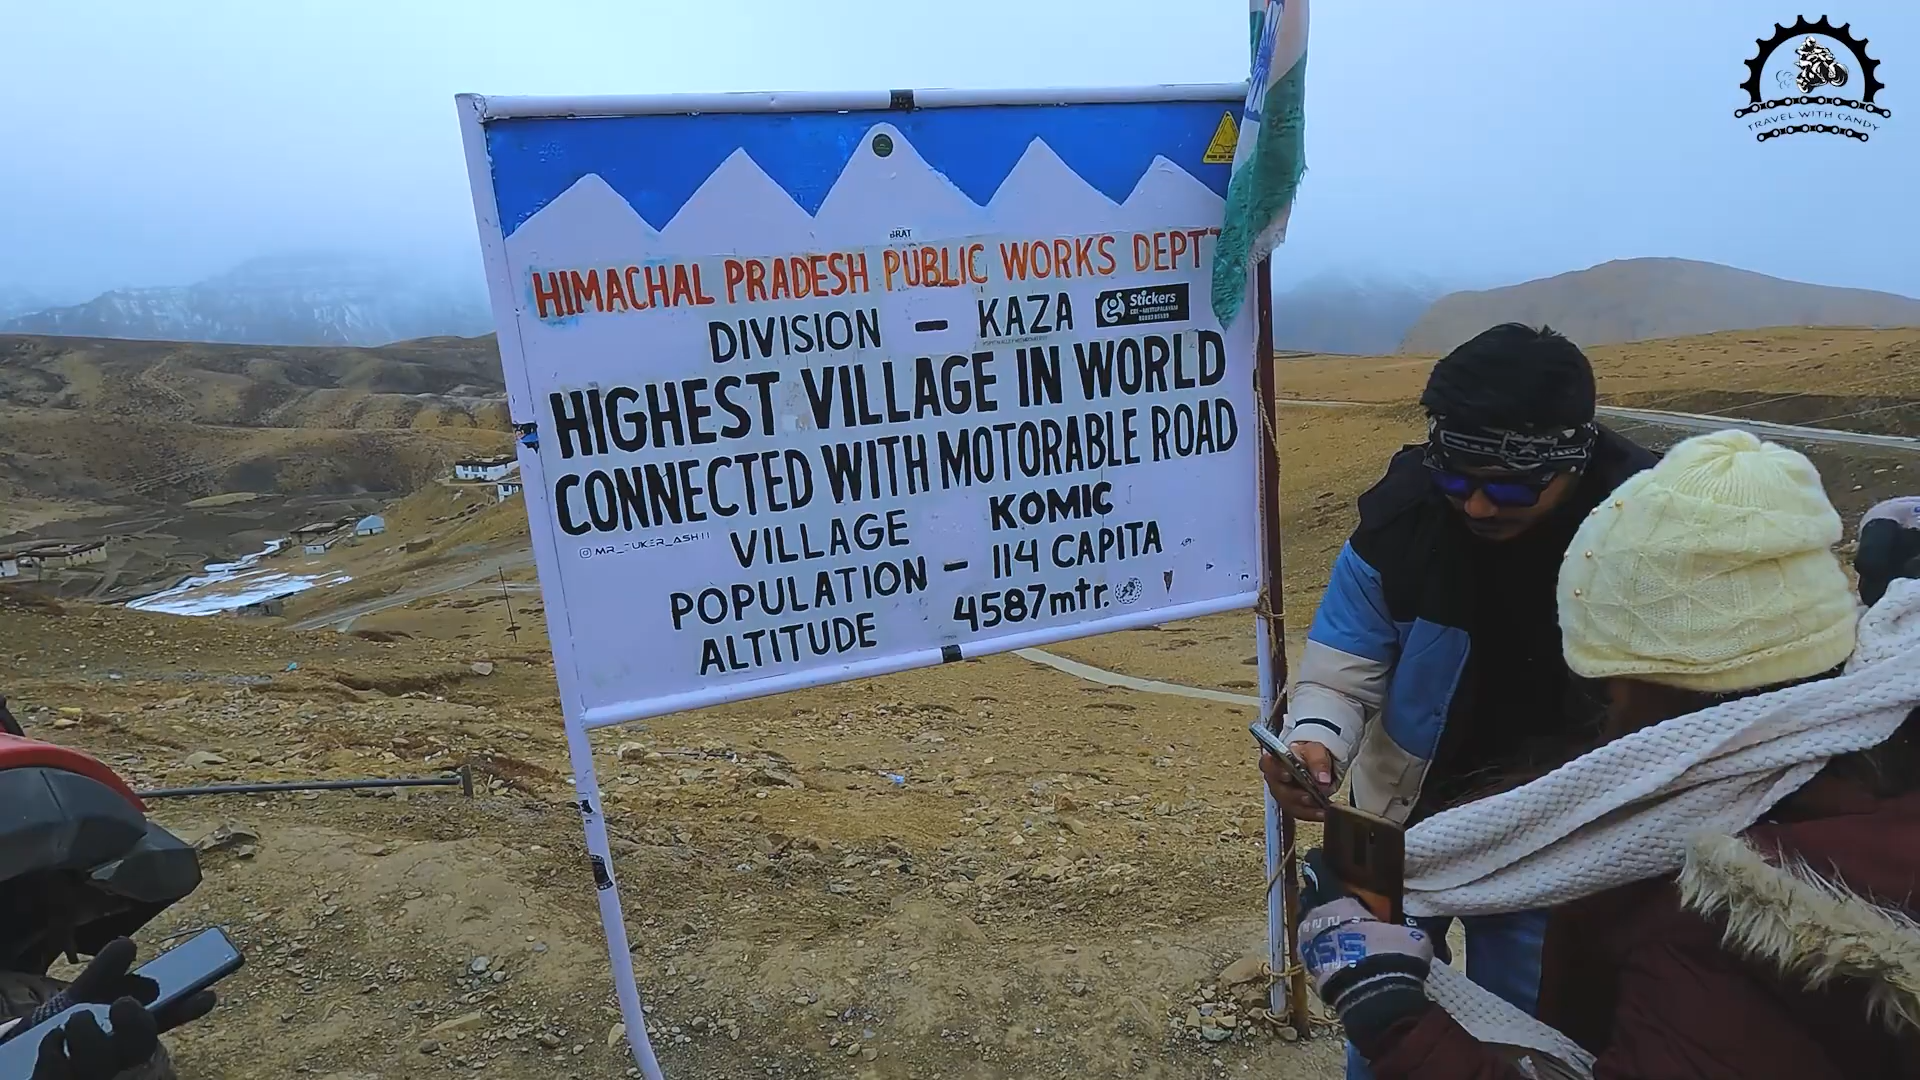 TRAVEL WITH CANDY
BRAT
HIMACHAL PRADESH PUBLIC WORKS DEPT'T
DIVISION - KAZA
Stickers
HIGHEST VILLAGE IN WORLD
CONNECTED WITH MOTORABLE ROAD
VILLAGE KOMIC
POPULATION - 114 CAPITA
ALTITUDE 4587mtr.